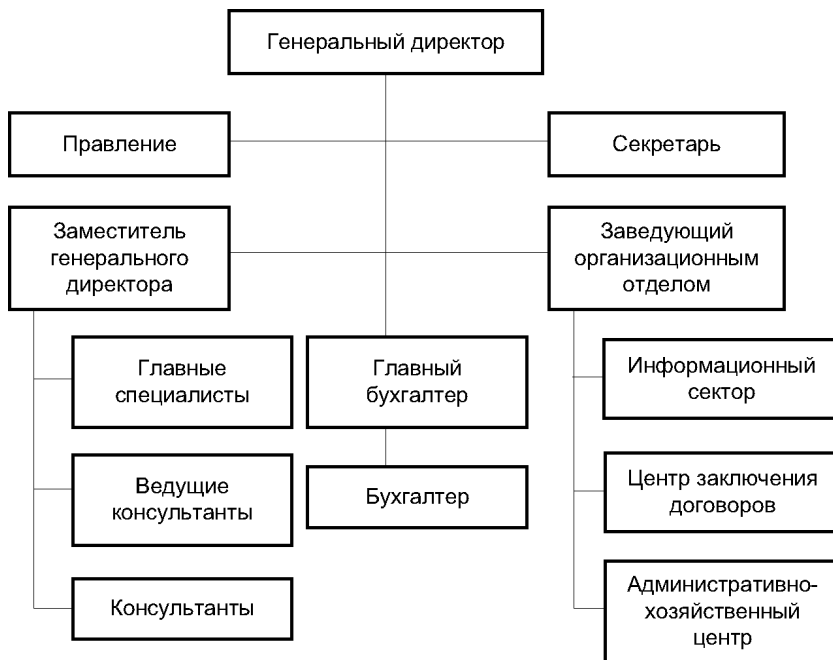 Генеральный директор
Правление
Секретарь
Заместитель
генерального
директора
Заведующий
организационным
отделом
Главные
специалисты
Главный
бухгалтер
Информационный
сектор
Ведущие
консультанты
Бухгалтер
Центр заключения
договоров
Консультанты
Административно-
хозяйственный
центр